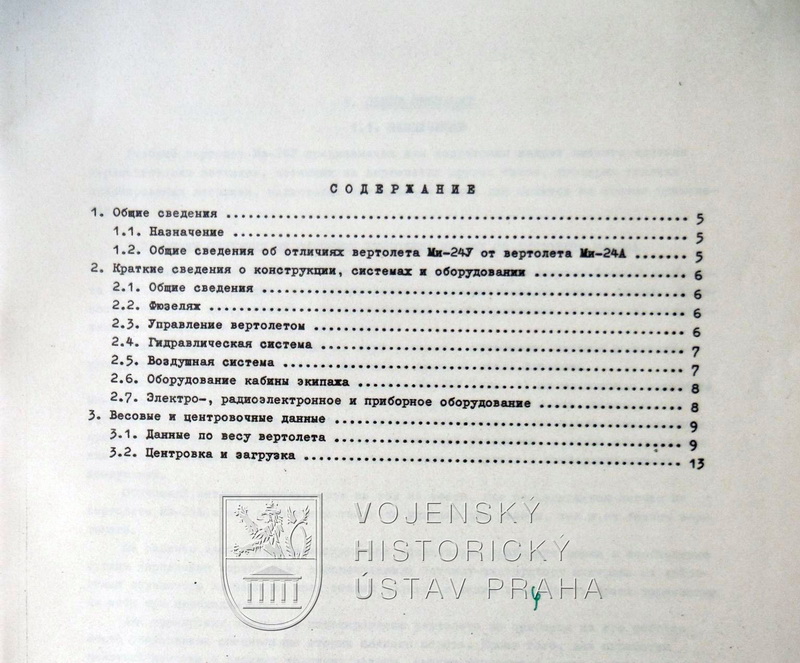 СОДЕРЖАНИЕ
1. Общие сведения ........ 5
1.1. Назначение ........ 5
1.2. Общие сведения об отличиях вертолета Ми-24У от вертолета Ми-24А ....... 5
2. Краткие сведения о конструкции, системах и оборудовании ........ 6
2.1. Общие сведения ........ 6
2.2. Фюзелях ........ 6
2.3. Управление вертолетом ........ 6
2.4. Гидравлическая система ........ 7
2.5. Воздушная система ........ 7
2.6. Оборудование кабины экипажа ........ 8
2.7. Электро-, радиоэлектронное и приборное оборудование ........ 8
3. Весовые и центровочные данные ........ 9
3.1. Данные по весу вертолета ........ 9
3.2. Центровка и загрузка ........ 13
VOJENSKÝ
HISTORICKÝ
ÚSTAV PRAHA
4